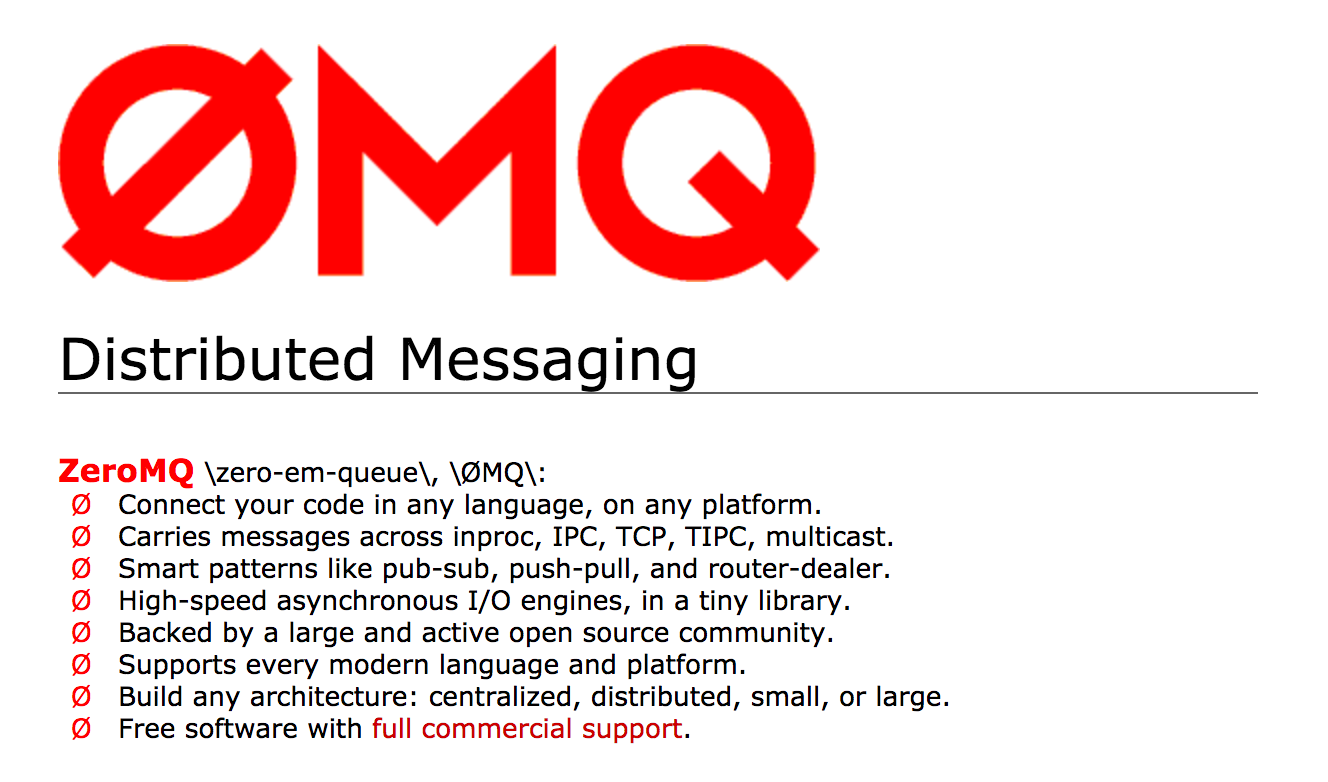 ØMQ
Distributed Messaging
ZeroMQ \zero-em-queue\, \ØMQ\:
Ø Connect your code in any language, on any platform.
Ø Carries messages across inproc, IPC, TCP, TIPC, multicast.
Ø Smart patterns like pub-sub, push-pull, and router-dealer.
Ø High-speed asynchronous I/O engines, in a tiny library.
Ø Backed by a large and active open source community.
Ø Supports every modern language and platform.
Ø Build any architecture: centralized, distributed, small, or large.
Ø Free software with full commercial support.